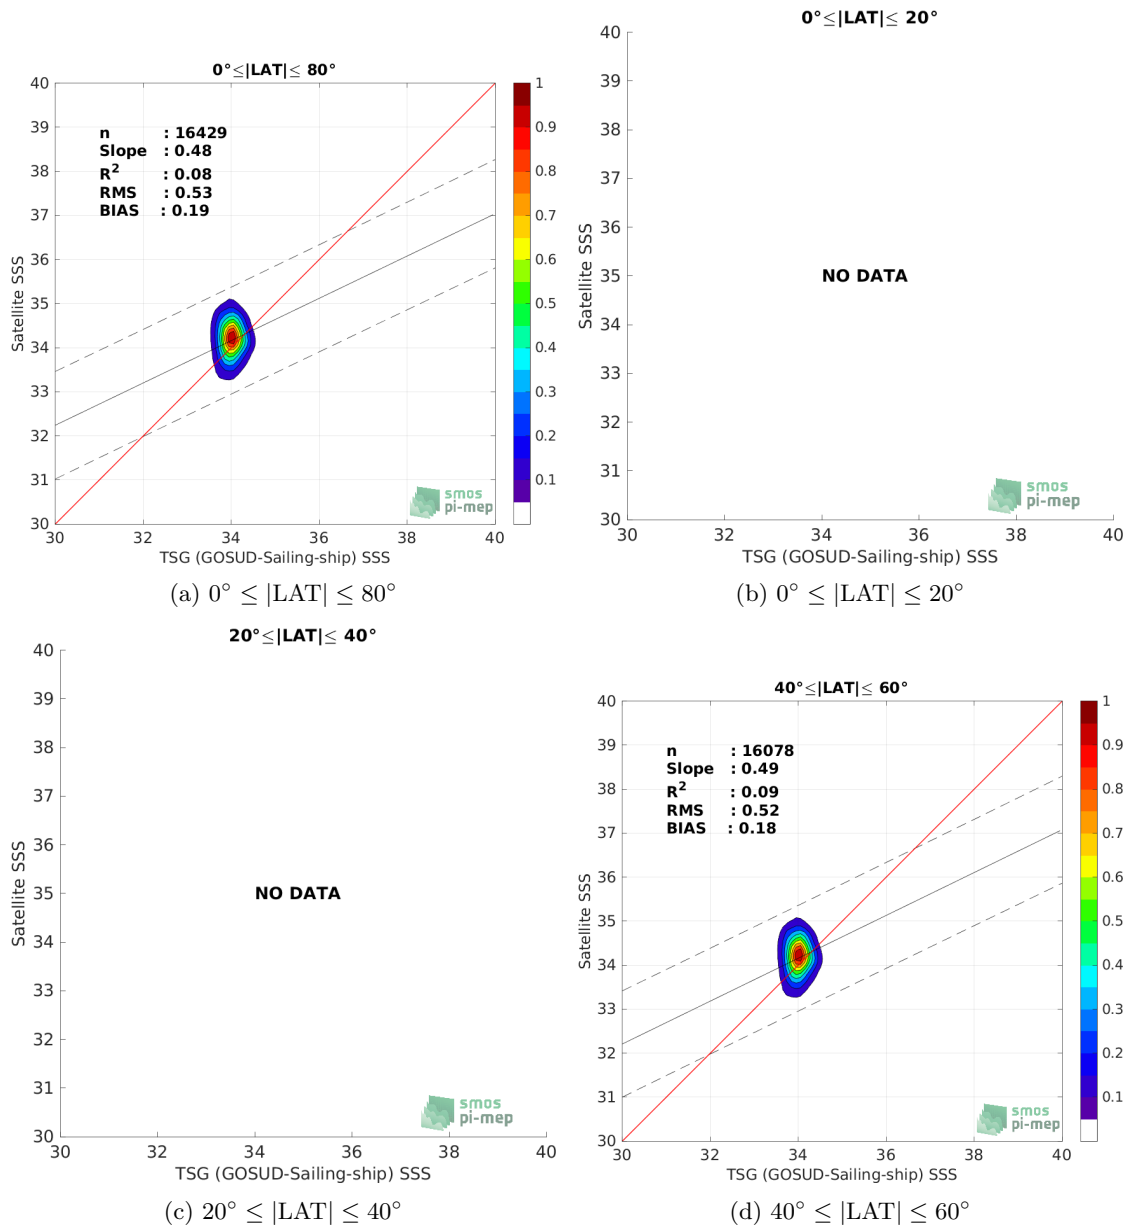 0°≤|LAT|≤ 80°
40
39
38
37
36
35
34
33
32
31
30
Satellite SSS
n : 16429
Slope : 0.48
R2 : 0.08
RMS : 0.53
BIAS : 0.19
smos
pi-mep
30 32 34 36 38 40
TSG (GOSUD-Sailing-ship) SSS
1
0.9
0.8
0.7
0.6
0.5
0.4
0.3
0.2
0.1
(a) 0° ≤ |LAT| ≤ 80°
0°≤|LAT|≤ 20°
40
39
38
37
36
35
34
33
32
31
30
Satellite SSS
NO DATA
smos
pi-mep
30 32 34 36 38 40
TSG (GOSUD-Sailing-ship) SSS
(b) 0° ≤ |LAT| ≤ 20°
20°≤|LAT|≤ 40°
40
39
38
37
36
35
34
33
32
31
30
Satellite SSS
NO DATA
smos
pi-mep
30 32 34 36 38 40
TSG (GOSUD-Sailing-ship) SSS
(c) 20° ≤ |LAT| ≤ 40°
40°≤|LAT|≤ 60°
40
39
38
37
36
35
34
33
32
31
30
Satellite SSS
n : 16078
Slope : 0.49
R2 : 0.09
RMS : 0.52
BIAS : 0.18
smos
pi-mep
30 32 34 36 38 40
TSG (GOSUD-Sailing-ship) SSS
1
0.9
0.8
0.7
0.6
0.5
0.4
0.3
0.2
0.1
(d) 40° ≤ |LAT| ≤ 60°